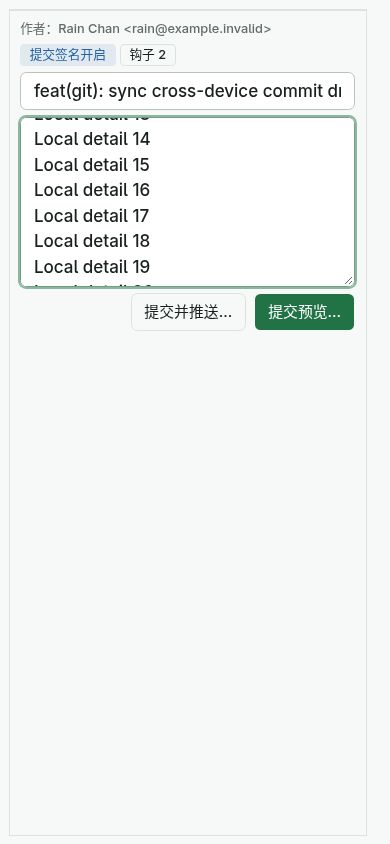 作者：Rain Chan <rain@example.invalid>
提交签名开启 钩子 2
feat(git): sync cross-device commit
Local detail 14
Local detail 15
Local detail 16
Local detail 17
Local detail 18
Local detail 19
提交并推送... 提交预览...